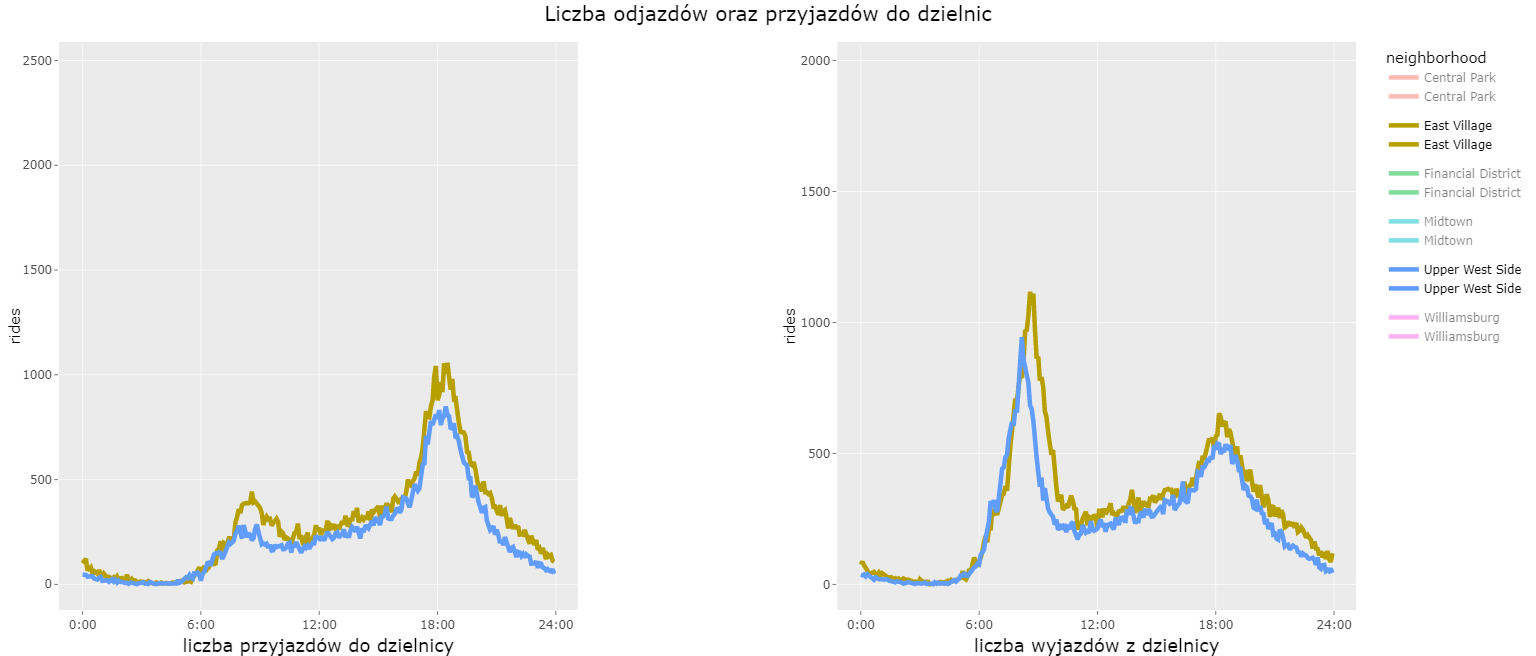 Liczba odjazdów oraz przyjazdów do dzielnic
2500
2000
1500
1000
500
0
rides
0:00 6:00 12:00 18:00 24:00
liczba przyjazdów do dzielnicy
2000
1500
1000
500
0
rides
0:00 6:00 12:00 18:00 24:00
liczba wyjazdów z dzielnicy
neighborhood
Central Park
Central Park
East Village
East Village
Financial District
Financial District
Midtown
Midtown
Upper West Side
Upper West Side
Williamsburg
Williamsburg